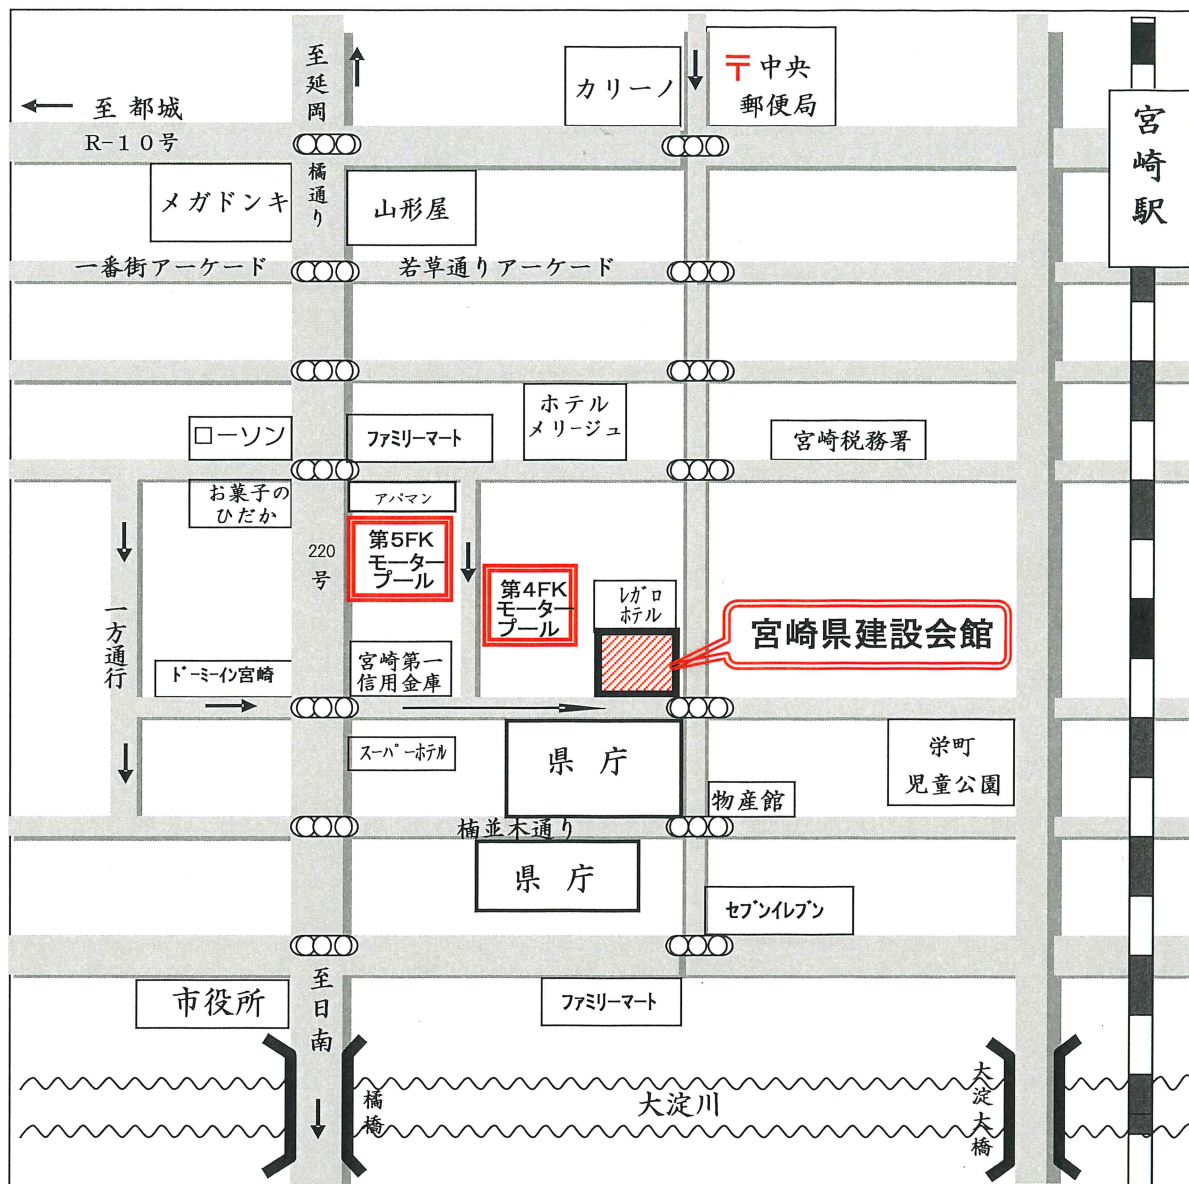 至延岡
カリーノ
〒中央
郵便局
至 都城
R-10号
宮崎駅
橘通り
メガドンキ
山形屋
一番街アーケード
若草通りアーケード
ローソン
ファミリーマート
ホテル
メリージュ
宮崎税務署
お菓子の
ひだか
アパマン
220
号
第5FK
モーター
プール
第4FK
モーター
プール
レガロ
ホテル
宮崎県建設会館
一方通行
ドーミーイン宮崎
宮崎第一
信用金庫
スーパーホテル
県 庁
栄町
児童公園
物産館
楠並木通り
県 庁
セブンイレブン
市役所
至日南
ファミリーマート
橘橋
大淀川
大淀大橋